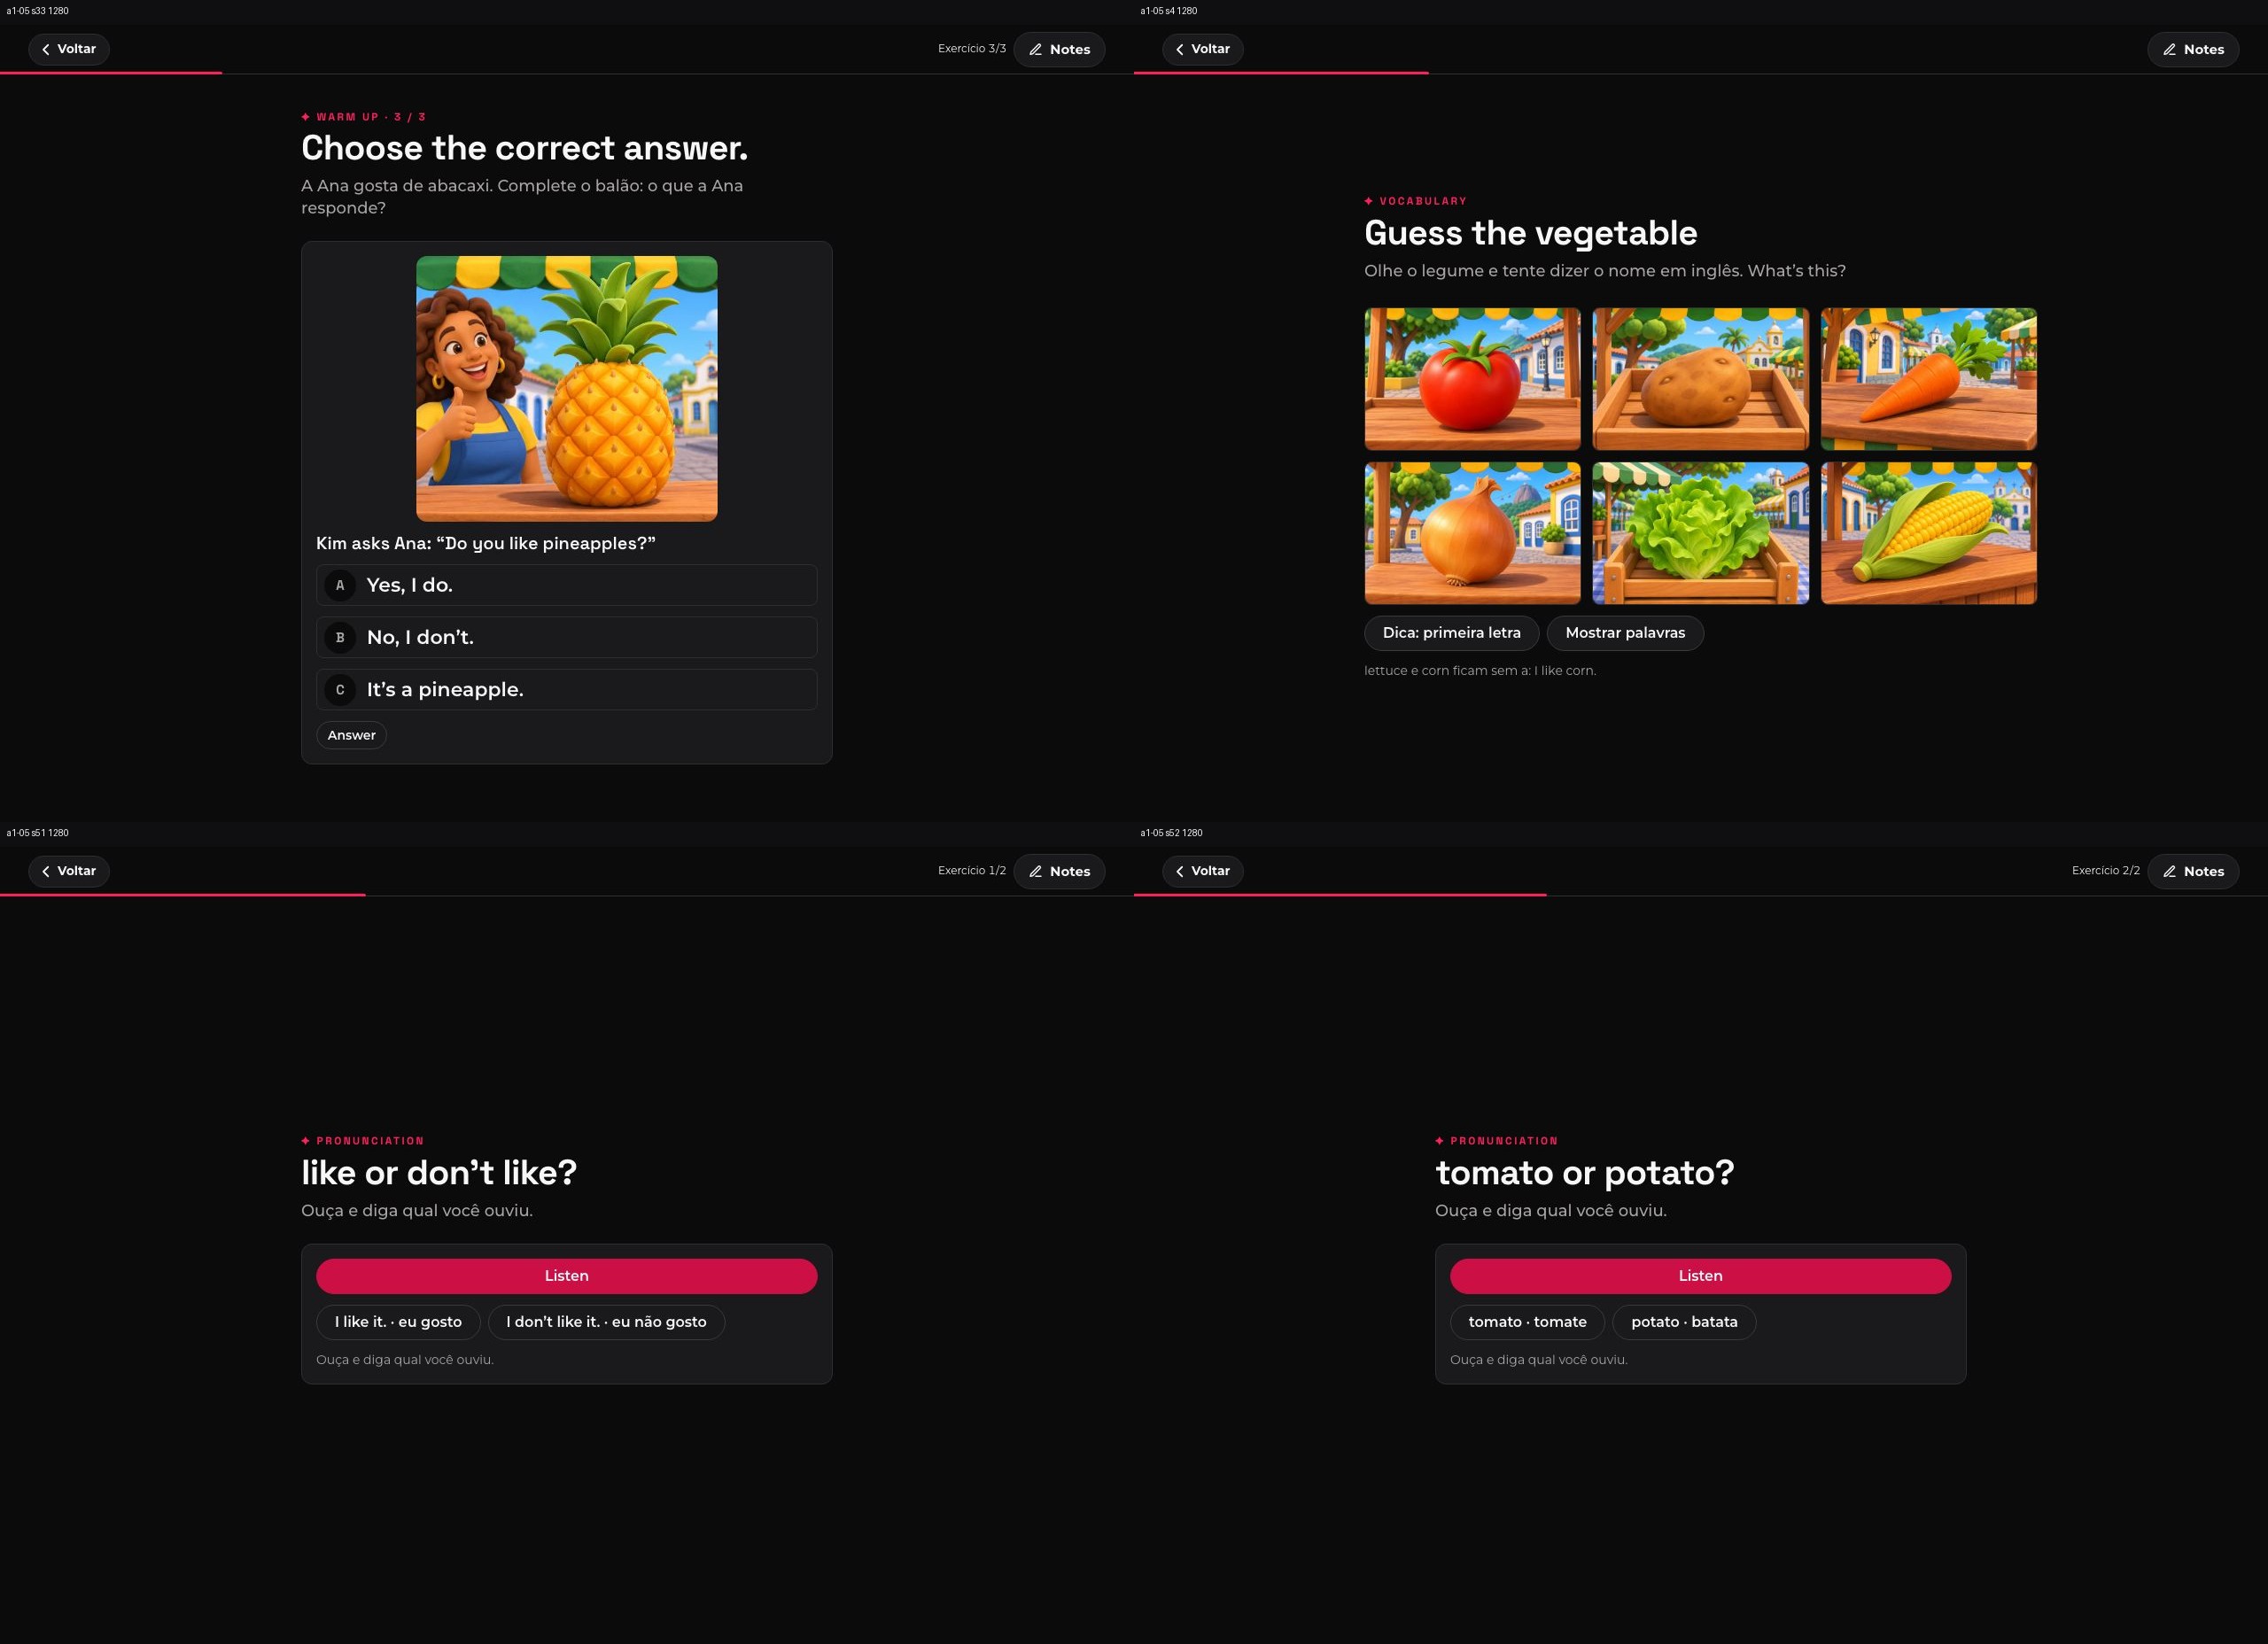 a1-05 s33 1280
Voltar
Exercício 3/3
Notes
WARM UP · 3 / 3
Choose the correct answer.
A Ana gosta de abacaxi. Complete o balão: o que a Ana
responde?
Kim asks Ana: “Do you like pineapples?”
A Yes, I do.
B No, I don’t.
C It’s a pineapple.
Answer
a1-05 s4 1280
Voltar
Notes
VOCABULARY
Guess the vegetable
Olhe o legume e tente dizer o nome em inglês. What’s this?
Dica: primeira letra
Mostrar palavras
lettuce e corn ficam sem a: I like corn.
a1-05 s51 1280
Voltar
Exercício 1/2
Notes
PRONUNCIATION
like or don’t like?
Ouça e diga qual você ouviu.
Listen
I like it. · eu gosto
I don’t like it. · eu não gosto
Ouça e diga qual você ouviu.
a1-05 s52 1280
Voltar
Exercício 2/2
Notes
PRONUNCIATION
tomato or potato?
Ouça e diga qual você ouviu.
Listen
tomato · tomate
potato · batata
Ouça e diga qual você ouviu.